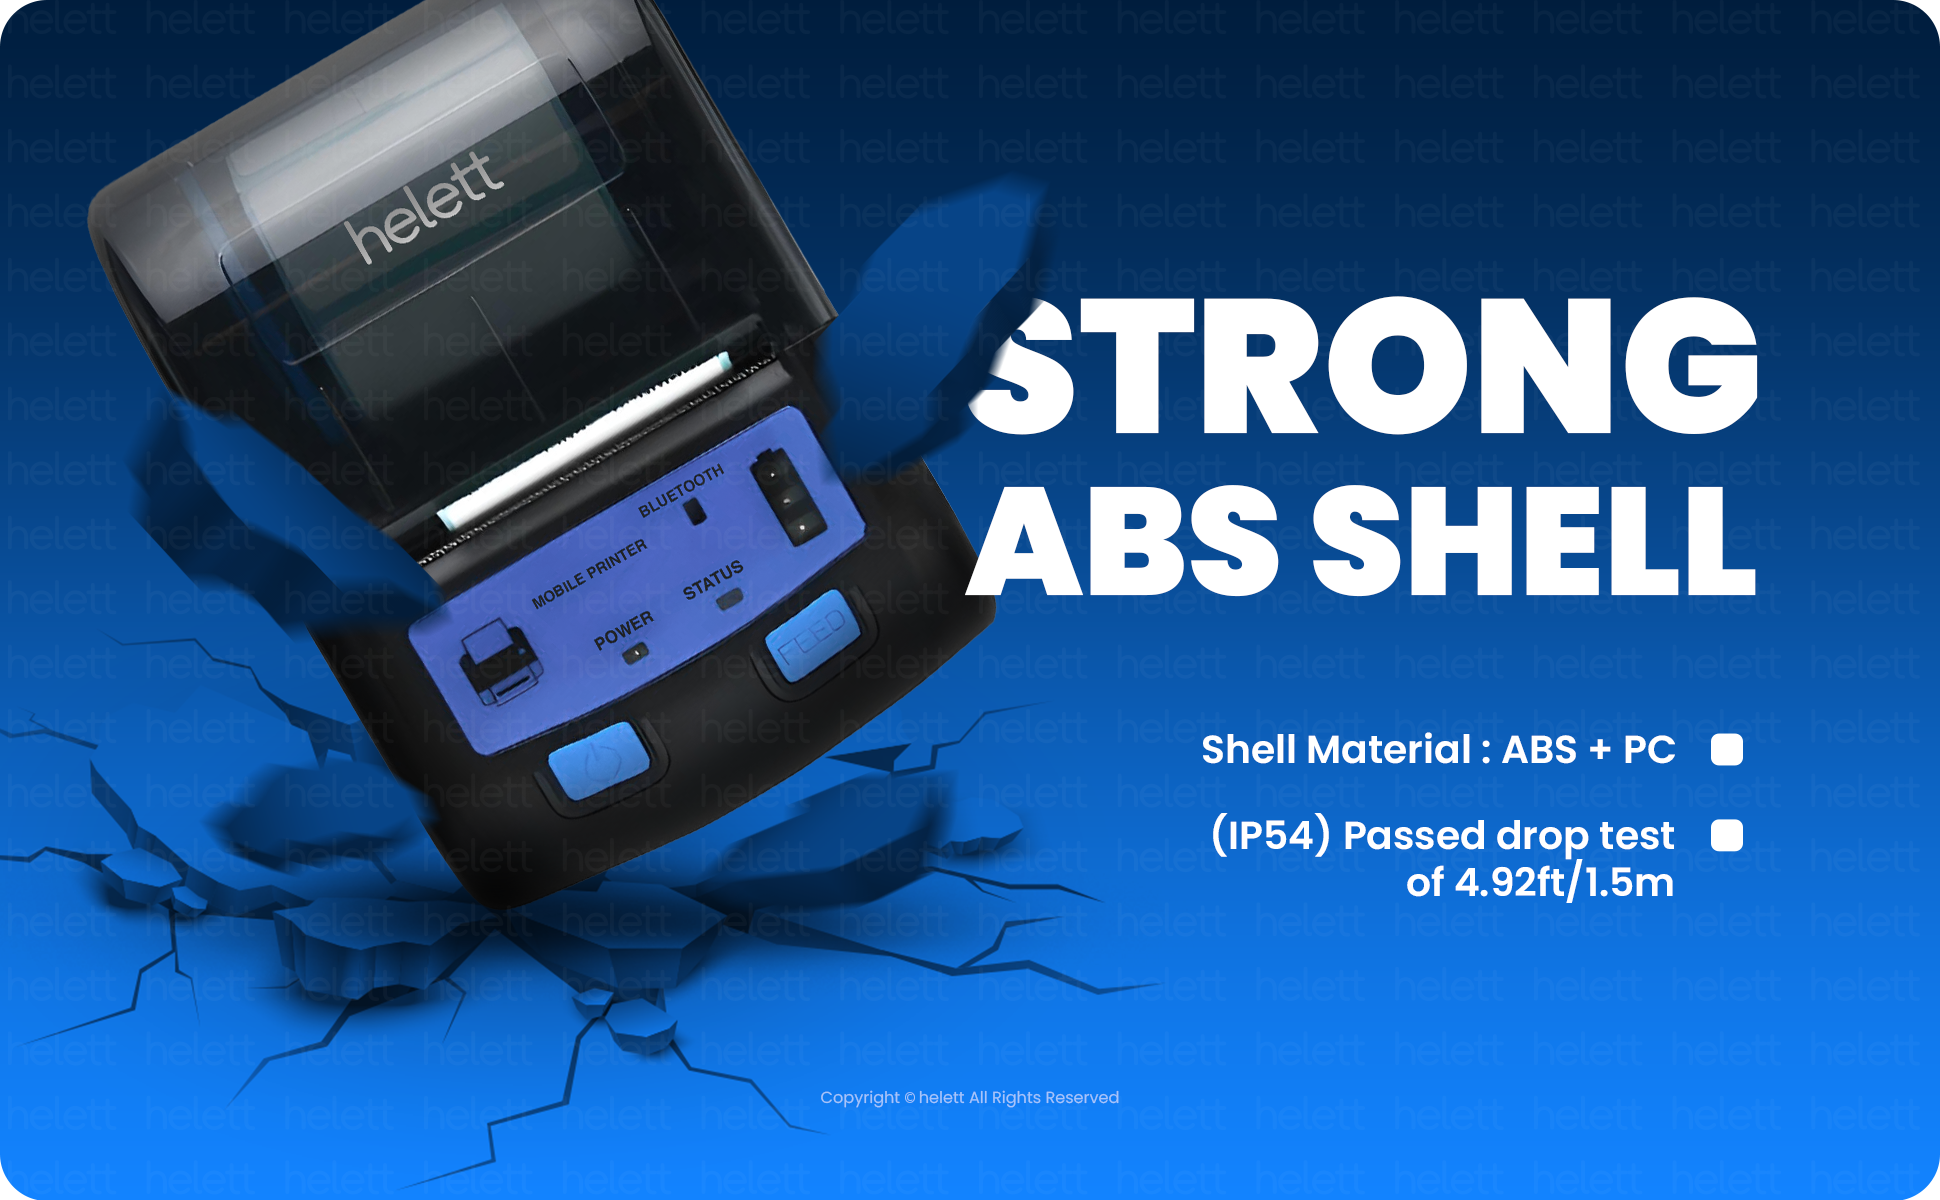 helett
BLUETOOTH
MOBILE PRINTER
STATUS
POWER
FEED
STRONG
ABS SHELL
Shell Material : ABS + PC
(IP54) Passed drop test
of 4.92ft/1.5m
Copyright © helett All Rights Reserved